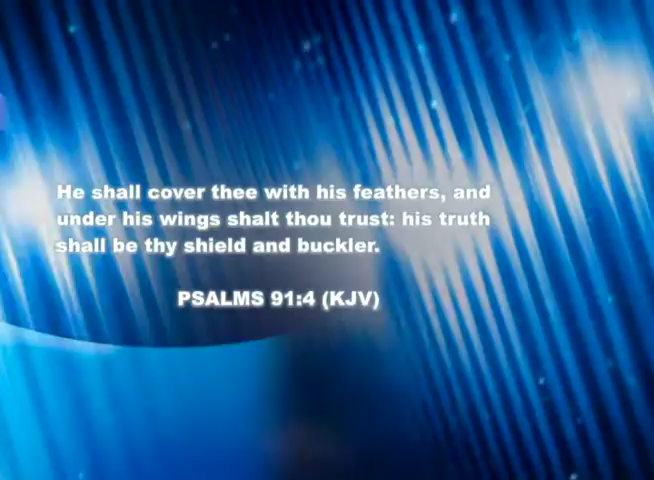 He shall cover thee with his feathers, and
under his wings shalt thou trust: his truth
shall be thy shield and buckler.
PSALMS 91:4 (KJV)